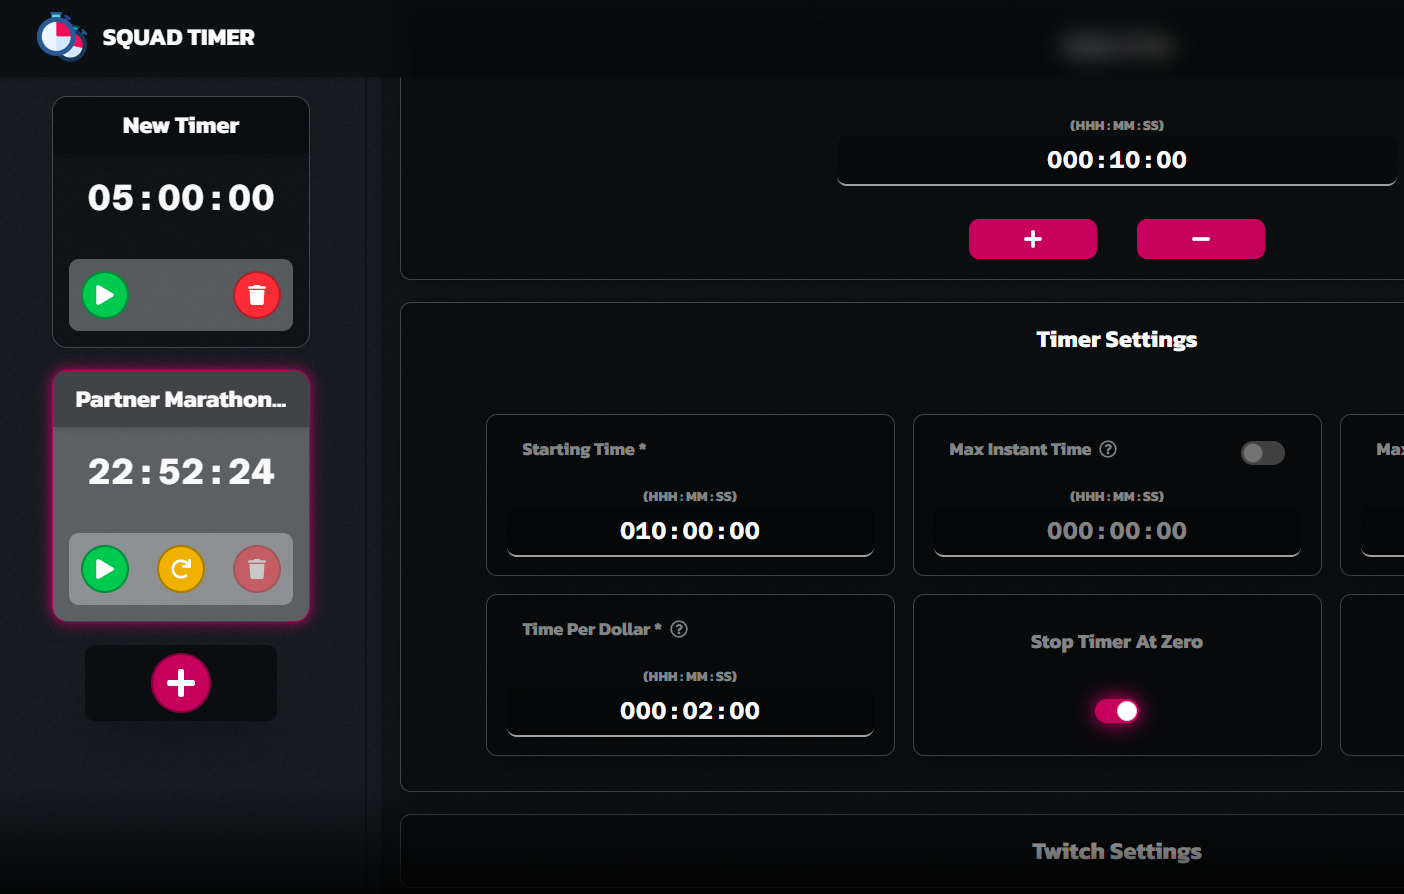 SQUAD TIMER
New Timer
05:00:00
Partner Marathon...
22:52:24
(HHH:MM:SS)
000:10:00
Timer Settings
Starting Time *
(HHH:MM:SS)
010:00:00
Max Instant Time ?
(HHH:MM:SS)
000:00:00
Time Per Dollar * ?
(HHH:MM:SS)
000:02:00
Stop Timer At Zero
Twitch Settings